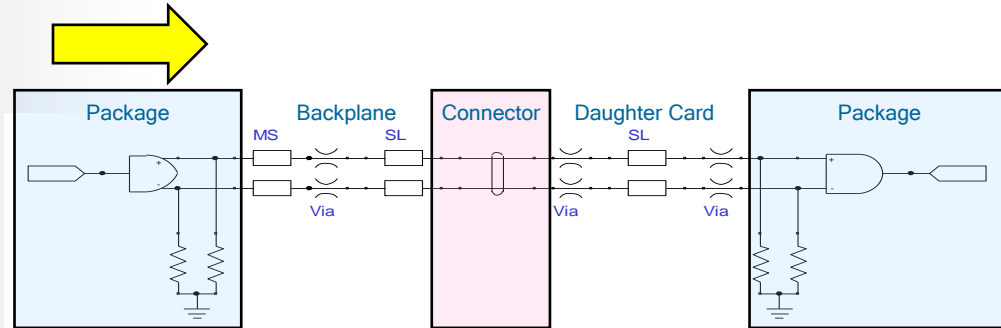 Package
Backplane
Connector
Daughter Card
Package
MS
SL
SL
+
-
+
-
Via
Via
Via